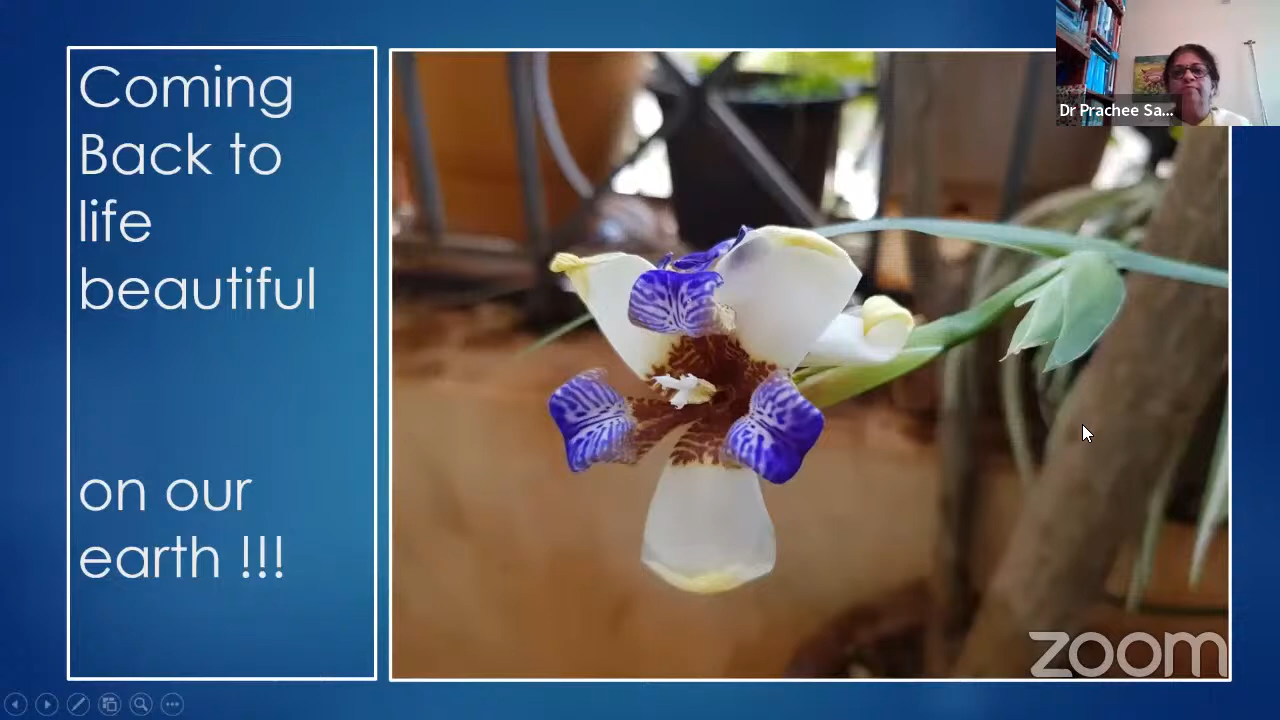 Coming
Back to
life
beautiful
on our
earth !!!
Dr Prachee Sa...
zoom